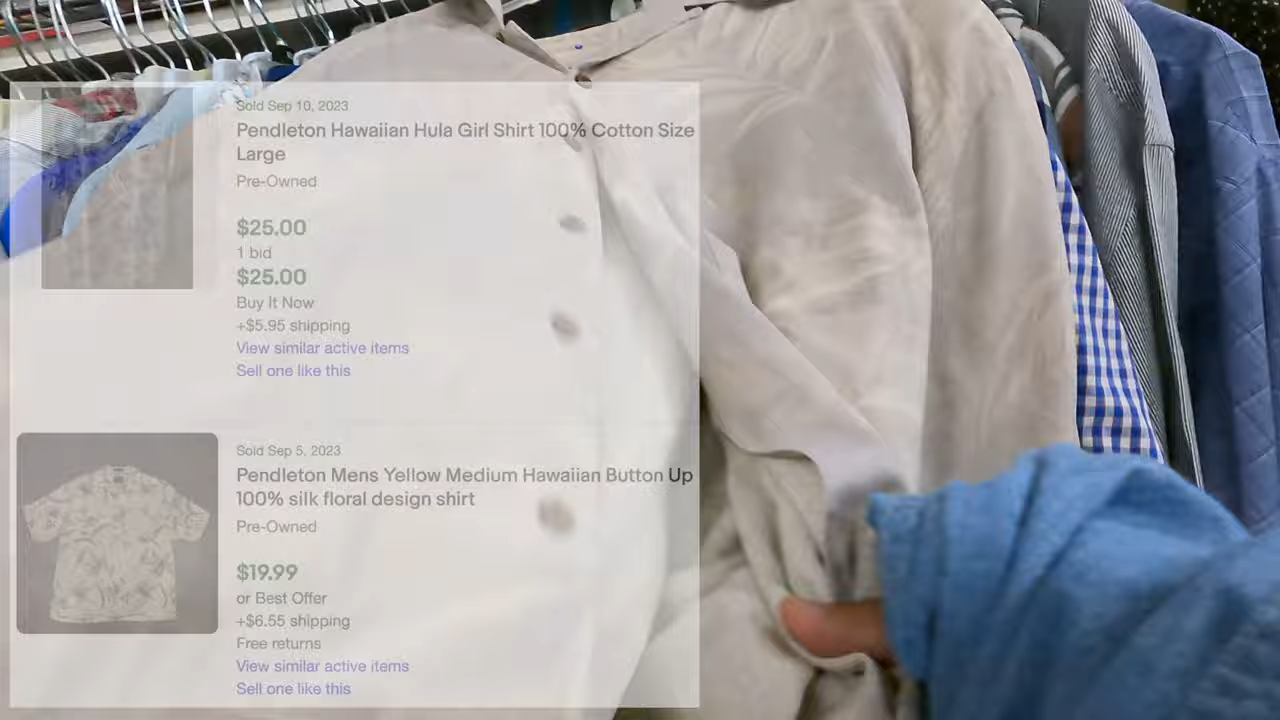 Sold Sep 10, 2023
Pendleton Hawaiian Hula Girl Shirt 100% Cotton Size
Large
Pre-Owned
$25.00
1 bid
$25.00
Buy It Now
+$5.95 shipping
View similar active items
Sell one like this
Sold Sep 5, 2023
Pendleton Mens Yellow Medium Hawaiian Button Up
100% silk floral design shirt
Pre-Owned
$19.99
or Best Offer
+$6.55 shipping
Free returns
View similar active items
Sell one like this